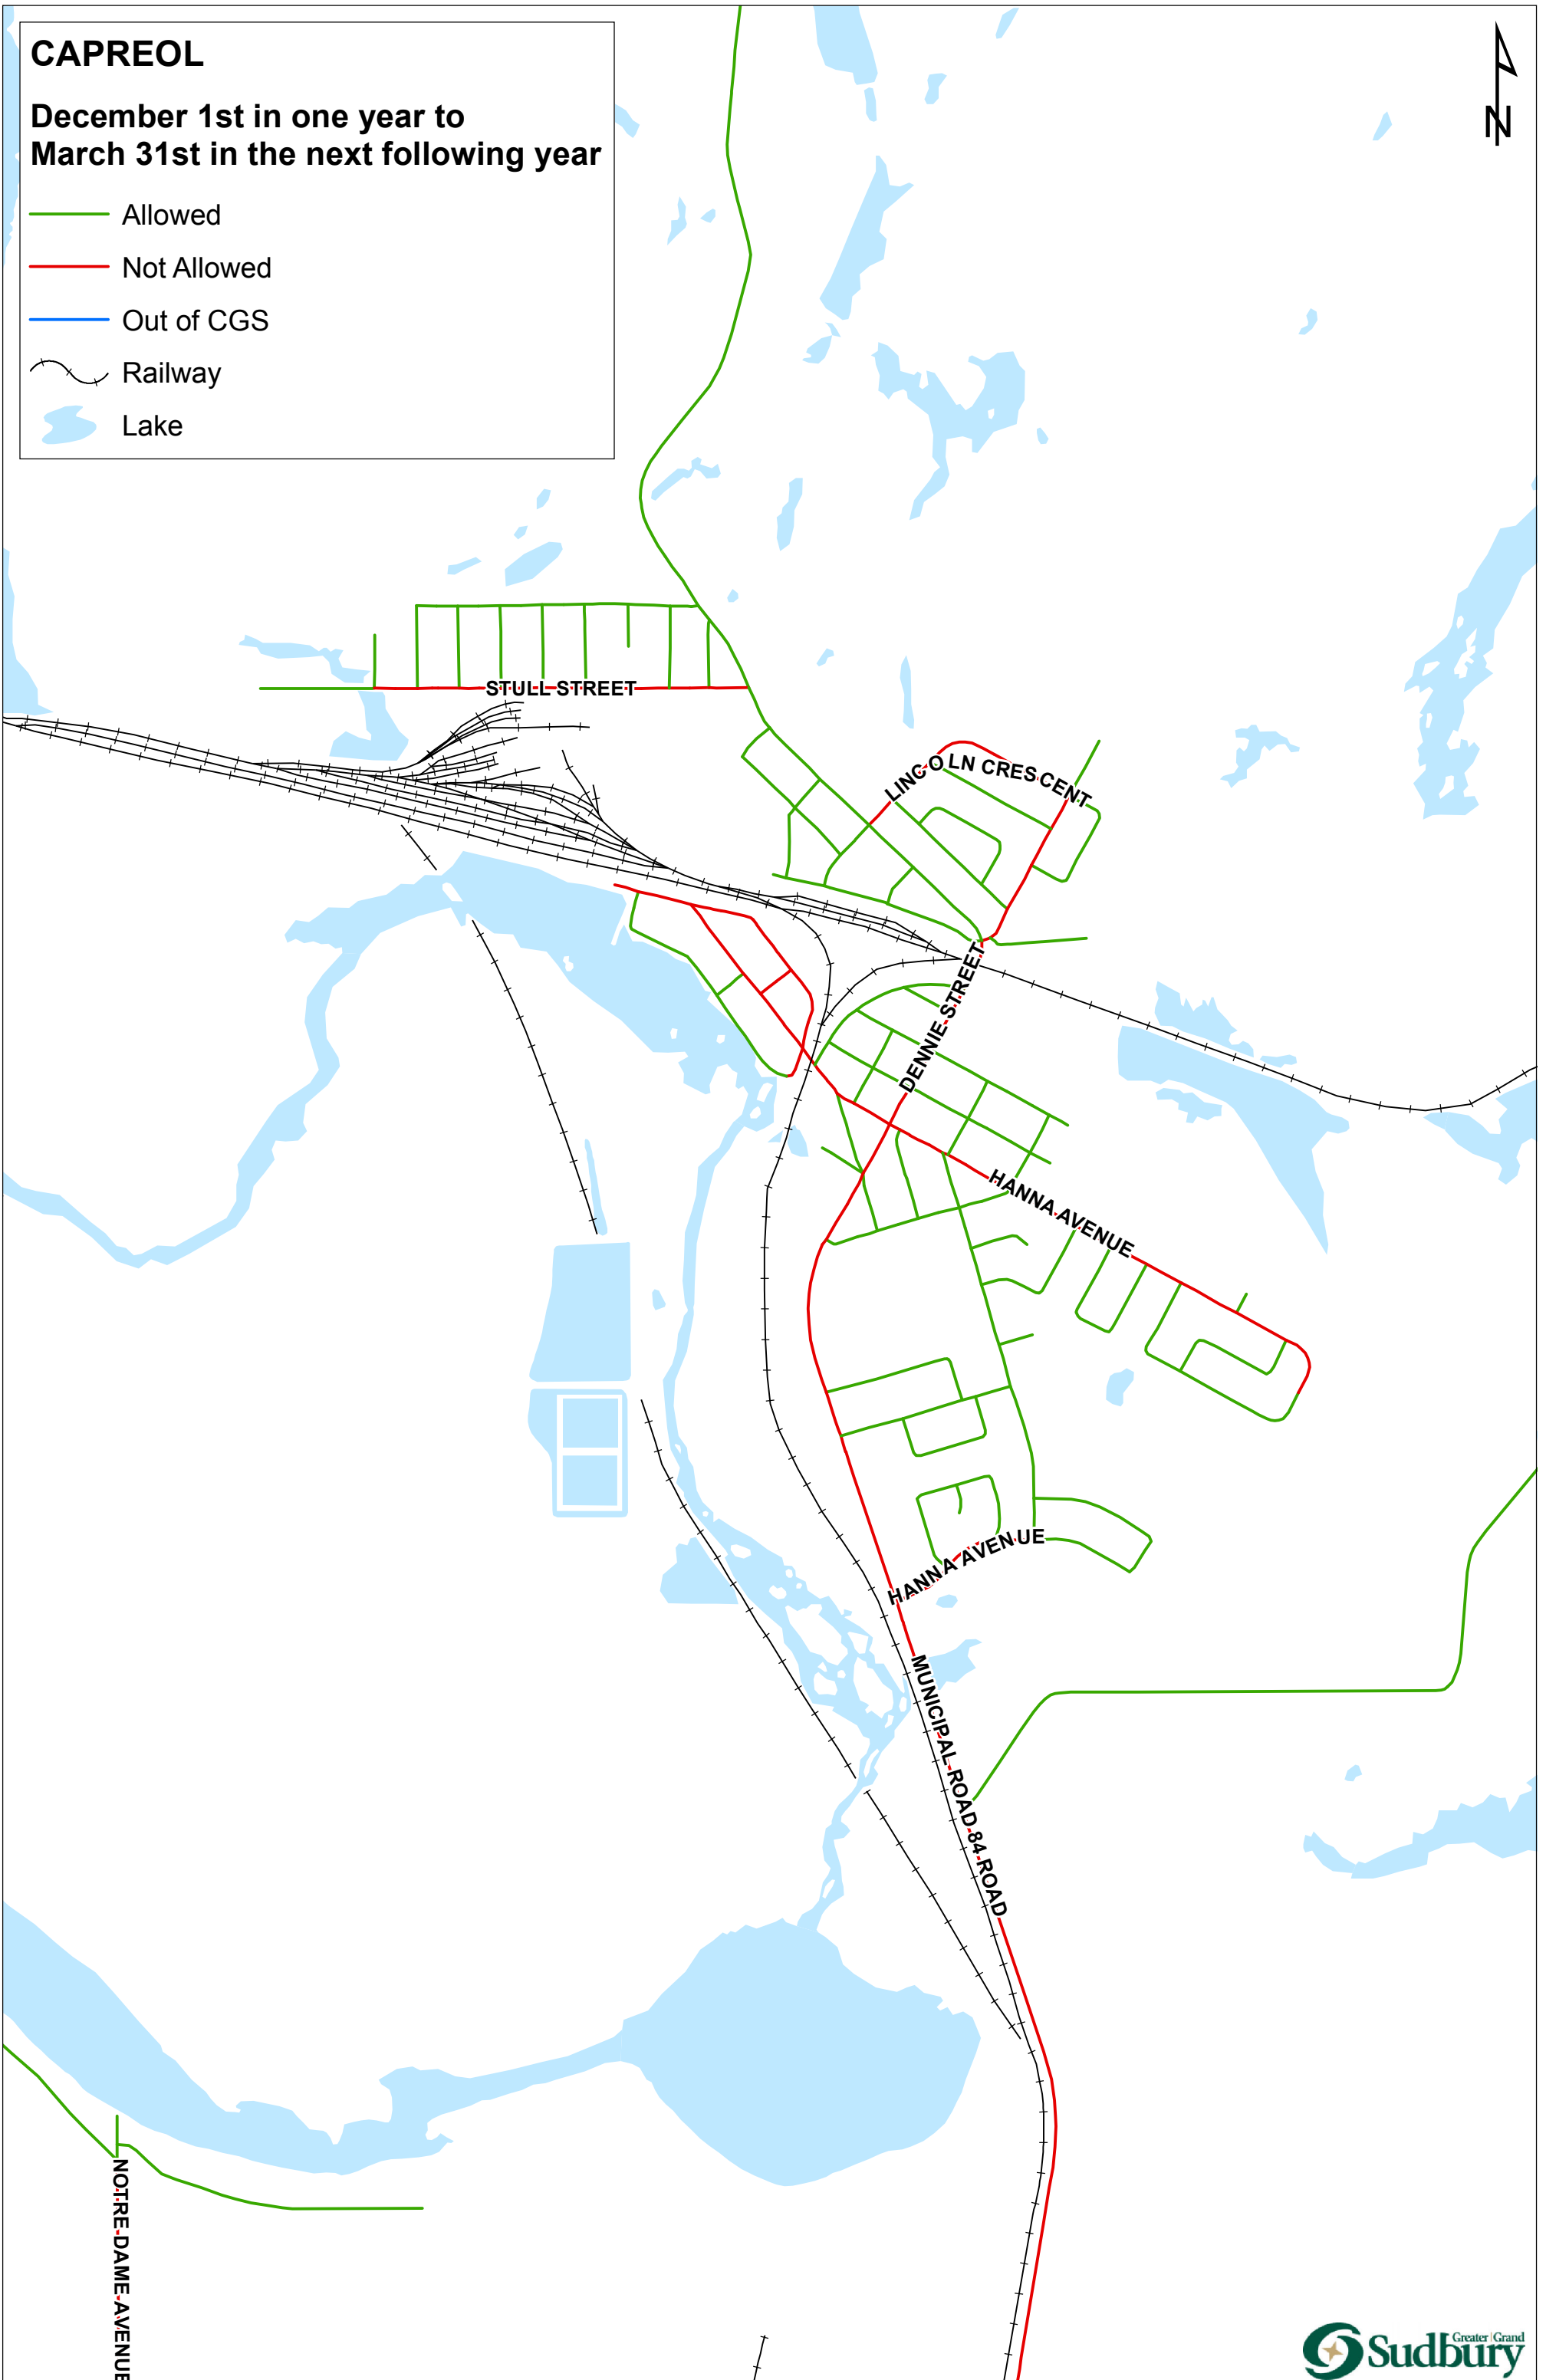 CAPREOL
December 1st in one year to
March 31st in the next following year
Allowed
Not Allowed
Out of CGS
Railway
Lake
N
STULL STREET
LINCOLN CRESCENT
DENNIE STREET
HANNA AVENUE
HANNA AVENUE
MUNICIPAL ROAD 84 ROAD
NOTRE DAME AVENUE
Greater Grand
Sudbury